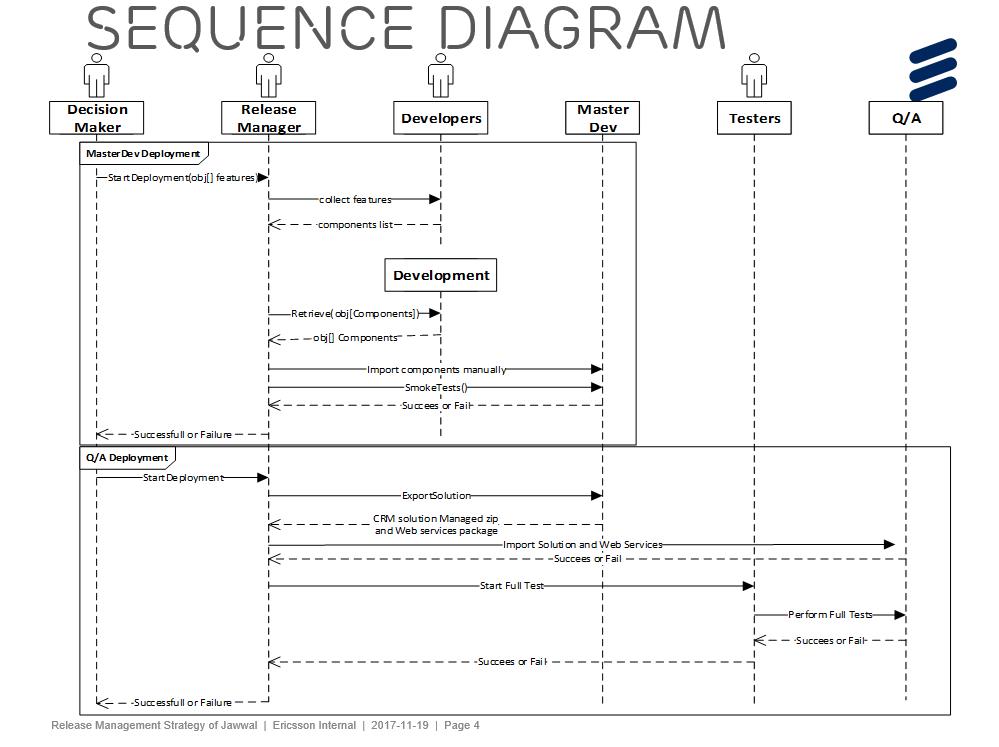 SEQUENCE DIAGRAM
Decision
Maker
Release
Manager
Developers
Master
Dev
Testers
Q/A
MasterDev Deployment
StartDeployment(obj[] features)
collect features
components list
Development
Retrieve(obj[Components])
obj[] Components
Import components manually
SmokeTests()
Succees or Fail
Successfull or Failure
Q/A Deployment
StartDeployment
ExportSolution
CRM solution Managed zip
and Web services package
Import Solution and Web Services
Succees or Fail
Start Full Test
Perform Full Tests
Succees or Fail
Succees or Fail
Successfull or Failure
Release Management Strategy of Jawwal | Ericsson Internal | 2017-11-19 | Page 4